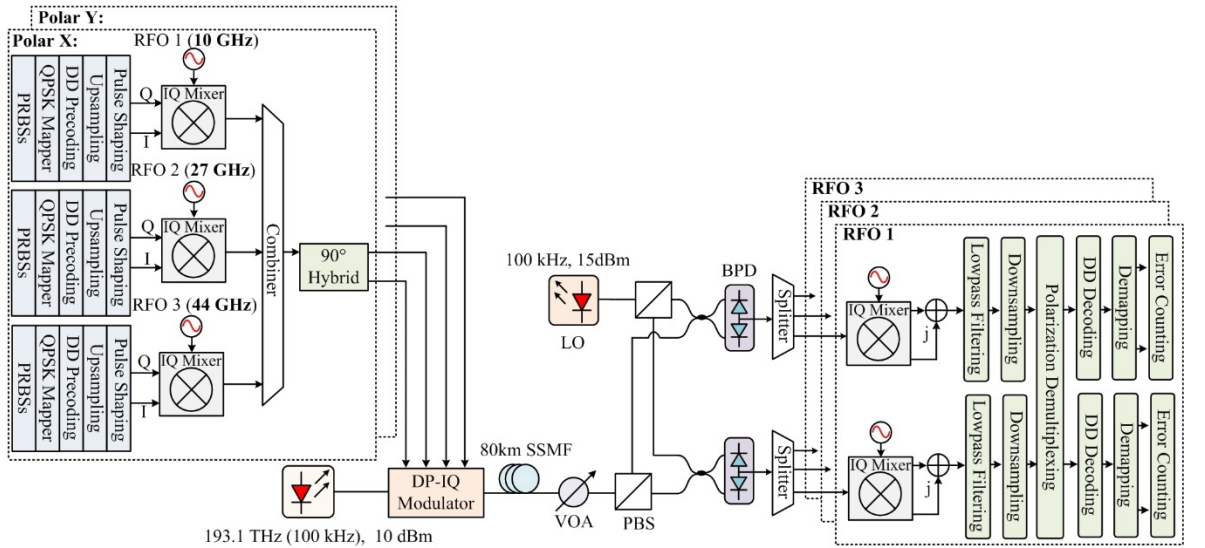 Polar Y:
Polar X:
RFO 1 (10 GHz)
PRBSs
QPSK Mapper
DD Precoding
Upsampling
Pulse Shaping
Q
I
IQ Mixer
RFO 2 (27 GHz)
PRBSs
QPSK Mapper
DD Precoding
Upsampling
Pulse Shaping
Q
I
IQ Mixer
RFO 3 (44 GHz)
PRBSs
QPSK Mapper
DD Precoding
Upsampling
Pulse Shaping
Q
I
IQ Mixer
Combiner
90°
Hybrid
193.1 THz (100 kHz), 10 dBm
DP-IQ
Modulator
80km SSMF
VOA
PBS
100 kHz, 15dBm
LO
BPD
Splitter
Splitter
RFO 3
RFO 2
RFO 1
IQ Mixer
j
Lowpass Filtering
Downsampling
Polarization Demultiplexing
DD Decoding
Demapping
Error Counting
IQ Mixer
j
Lowpass Filtering
Downsampling
DD Decoding
Demapping
Error Counting